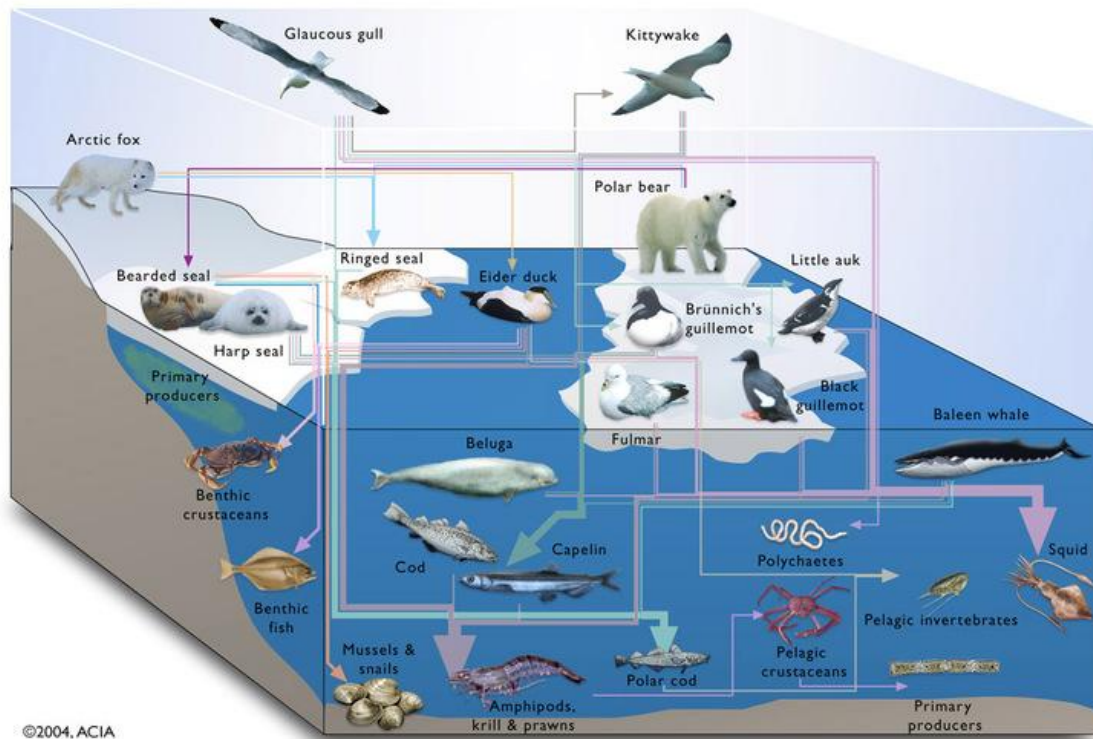 Glaucous gull
Kittywake
Arctic fox
Polar bear
Ringed seal
Little auk
Bearded seal
Eider duck
Brünnich's
guillemot
Harp seal
Primary
producers
Black
guillemot
Fulmar
Baleen whale
Beluga
Benthic
crustaceans
Cod
Capelin
Polychaetes
Squid
Benthic
fish
Pelagic invertebrates
Mussels &
snails
Pelagic
crustaceans
Polar cod
Amphipods,
krill & prawns
Primary
producers
©2004, ACIA